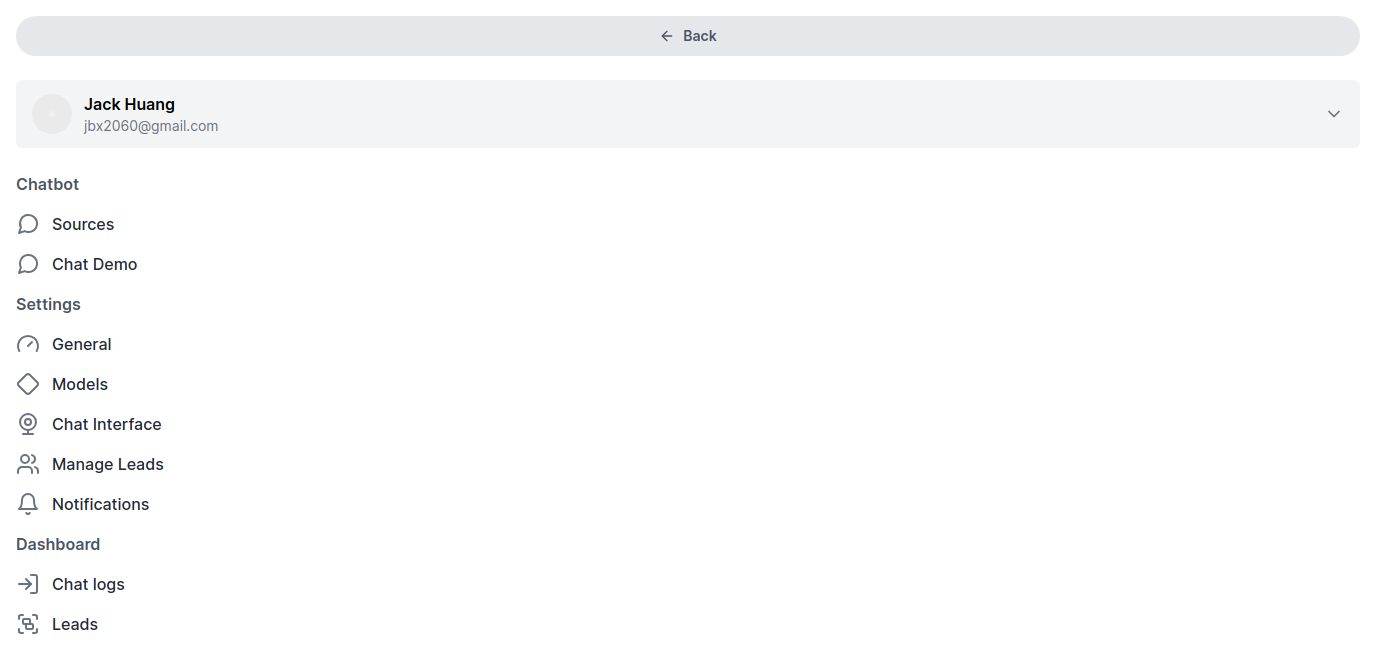 Back
Jack Huang
jbx2060@gmail.com
Chatbot
Sources
Chat Demo
Settings
General
Models
Chat Interface
Manage Leads
Notifications
Dashboard
Chat logs
Leads